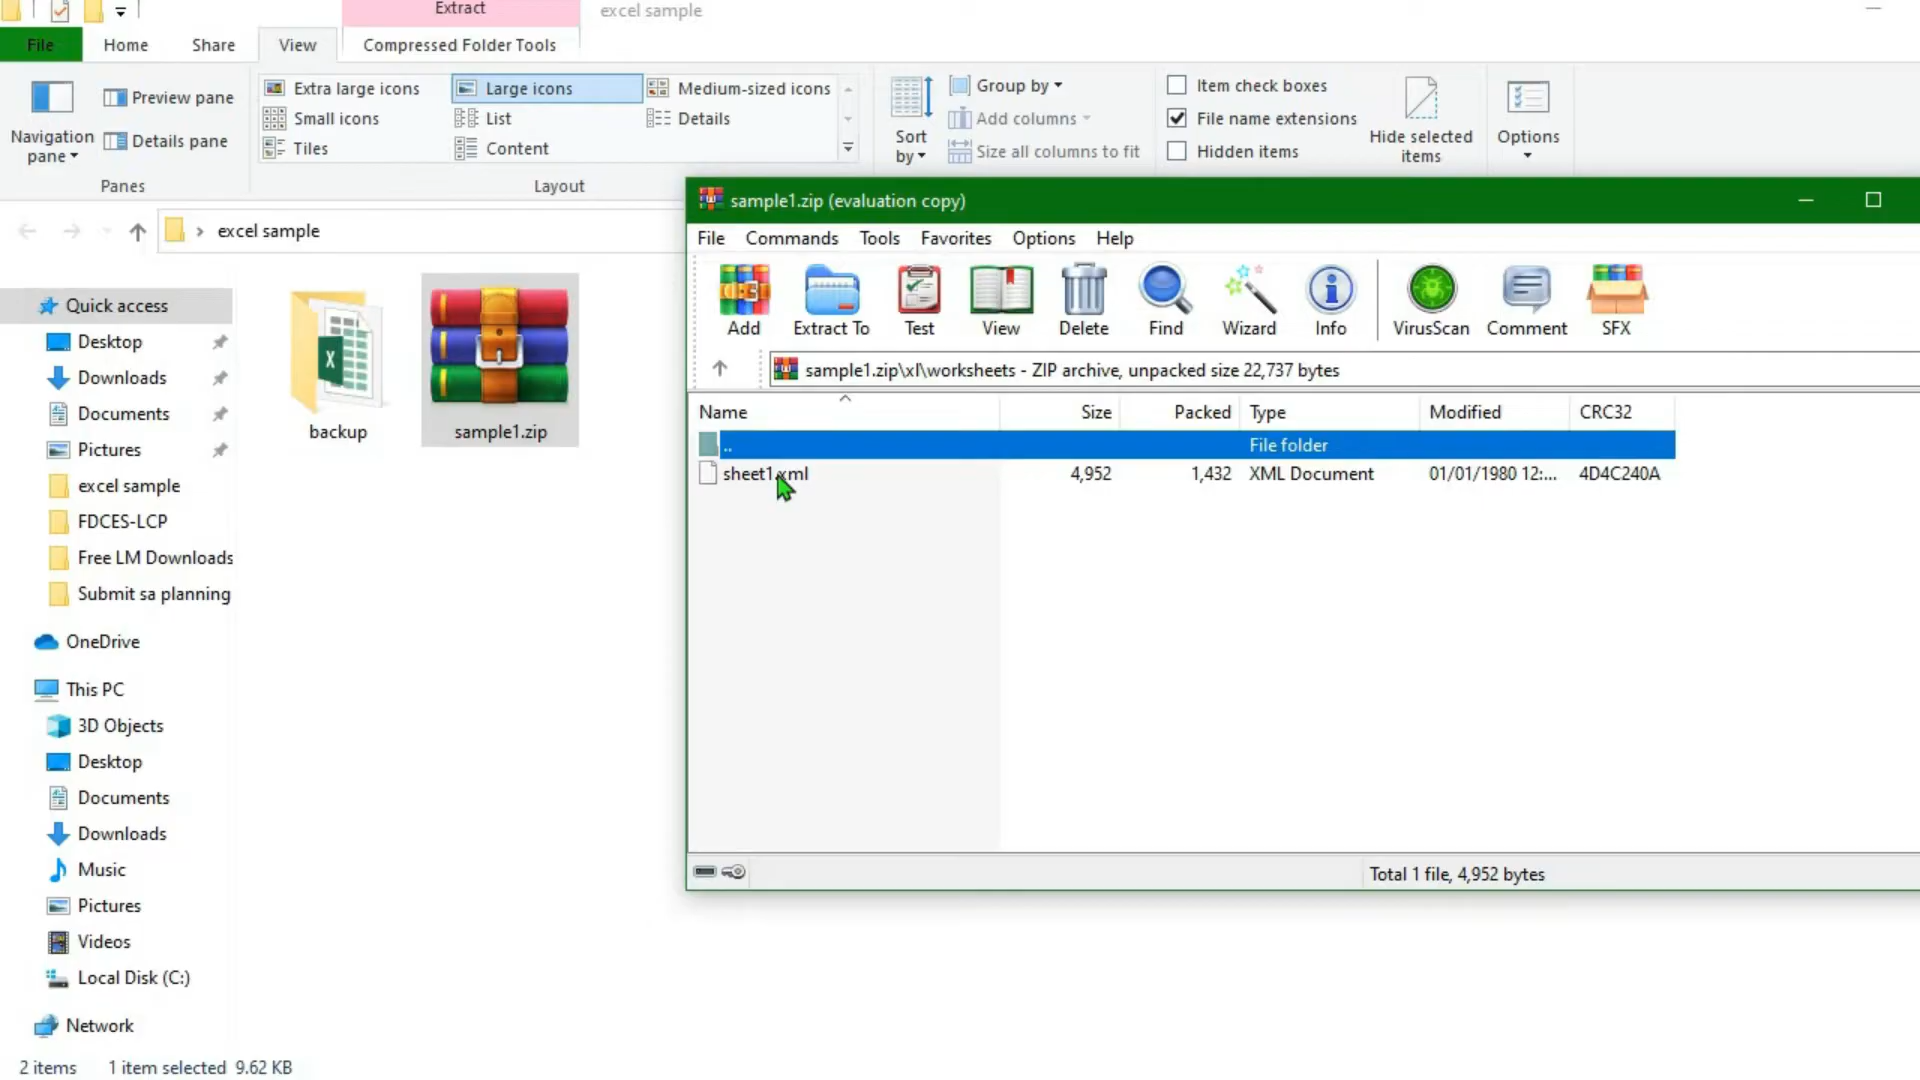 Extract
excel sample
File
Home
Share
View
Compressed Folder Tools
Navigation pane
Preview pane
Details pane
Panes
Extra large icons
Large icons
Medium-sized icons
Small icons
List
Details
Tiles
Content
Layout
Sort by
Group by
Add columns
Size all columns to fit
Item check boxes
File name extensions
Hidden items
Hide selected items
Options
excel sample
Quick access
Desktop
Downloads
Documents
Pictures
excel sample
FDCES-LCP
Free LM Downloads
Submit sa planning
OneDrive
This PC
3D Objects
Desktop
Documents
Downloads
Music
Pictures
Videos
Local Disk (C:)
Network
2 items
1 item selected 9.62 KB
backup
sample1.zip
sample1.zip (evaluation copy)
File
Commands
Tools
Favorites
Options
Help
Add
Extract To
Test
View
Delete
Find
Wizard
Info
VirusScan
Comment
SFX
sample1.zip\xl\worksheets - ZIP archive, unpacked size 22,737 bytes
Name
Size
Packed
Type
Modified
CRC32
..
File folder
sheet1.xml
4,952
1,432
XML Document
01/01/1980 12:...
4D4C240A
Total 1 file, 4,952 bytes